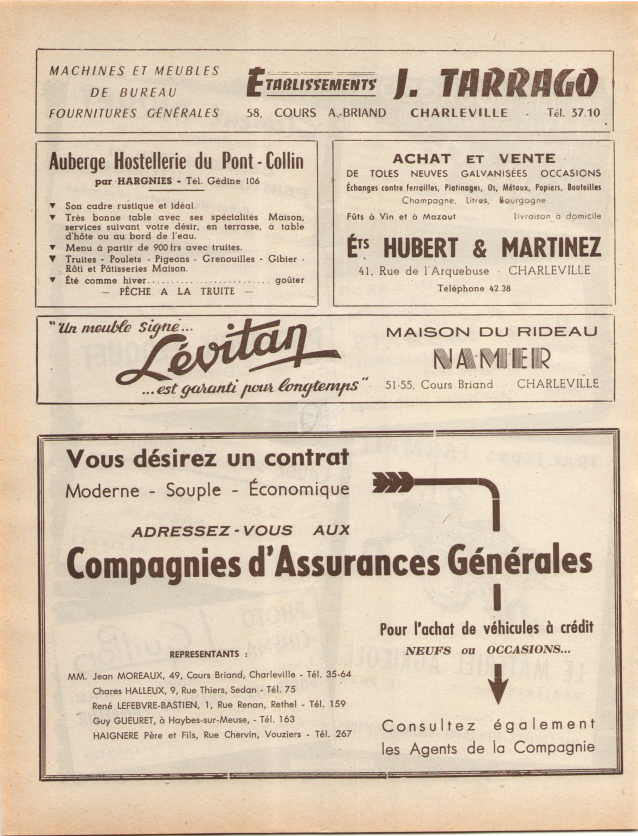 MACHINES ET MEUBLES
DE BUREAU
FOURNITURES GÉNÉRALES
ÉTABLISSEMENTS J. TARRAGO
58, COURS A.-BRIAND CHARLEVILLE - Tél. 37.10
Auberge Hostellerie du Pont-Collin
par HARGNIES - Tél. Gédine 106
▼ Son cadre rustique et idéal.
▼ Très bonne table avec ses spécialités Maison,
services suivant votre désir, en terrasse, a table
d'hôte ou au bord de l'eau.
▼ Menu à partir de 900 frs avec truites.
▼ Truites - Poulets - Pigeons - Grenouilles - Gibier -
Rôti et Pâtisseries Maison.
▼ Été comme hiver......................... goûter
— PÊCHE A LA TRUITE —
ACHAT ET VENTE
DE TOLES NEUVES GALVANISÉES OCCASIONS
Échanges contre ferrailles, Platinages, Os, Métaux, Papiers, Bouteilles
Champagne, Litres, Bourgogne
Fûts à Vin et à Mazout Livraison à domicile
ÉTS HUBERT & MARTINEZ
41, Rue de l'Arquebuse - CHARLEVILLE
Téléphone 42.38
"Un meuble signé...
Lévitan
...est garanti pour longtemps"
MAISON DU RIDEAU
NAMIER
51-55, Cours Briand - CHARLEVILLE
Vous désirez un contrat
Moderne - Souple - Économique
ADRESSEZ-VOUS AUX
Compagnies d'Assurances Générales
REPRESENTANTS :
MM. Jean MOREAUX, 49, Cours Briand, Charleville - Tél. 35-64
Chares HALLEUX, 9, Rue Thiers, Sedan - Tél. 75
René LEFEBVRE-BASTIEN, 1, Rue Renan, Rethel - Tél. 159
Guy GUEURET, à Haybes-sur-Meuse, - Tél. 163
HAIGNERE Père et Fils, Rue Chervin, Vouziers - Tél. 267
Pour l'achat de véhicules à crédit
NEUFS ou OCCASIONS...
Consultez également
les Agents de la Compagnie